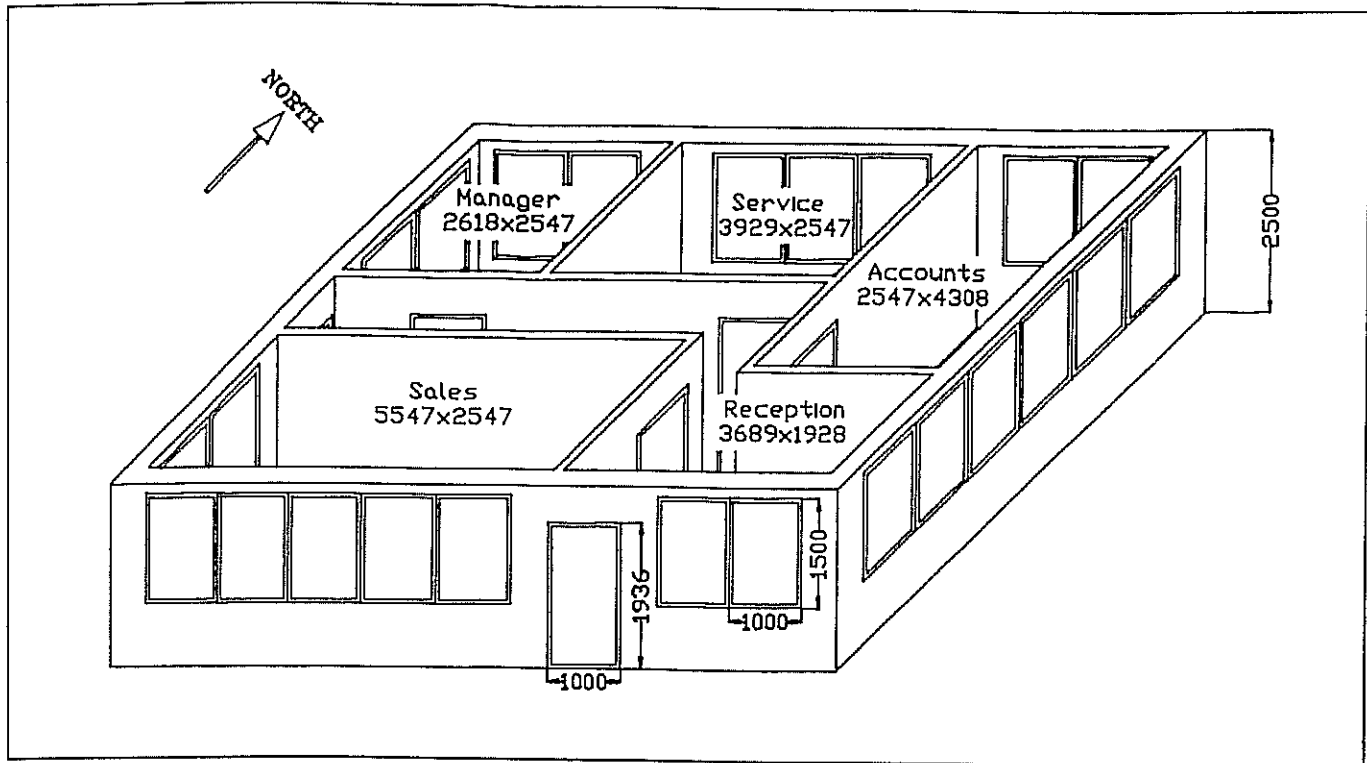 NORTH
Manager
2618x2547
Service
3929x2547
Accounts
2547x4308
2500
Sales
5547x2547
Reception
3689x1928
1936
1000
1500
1000